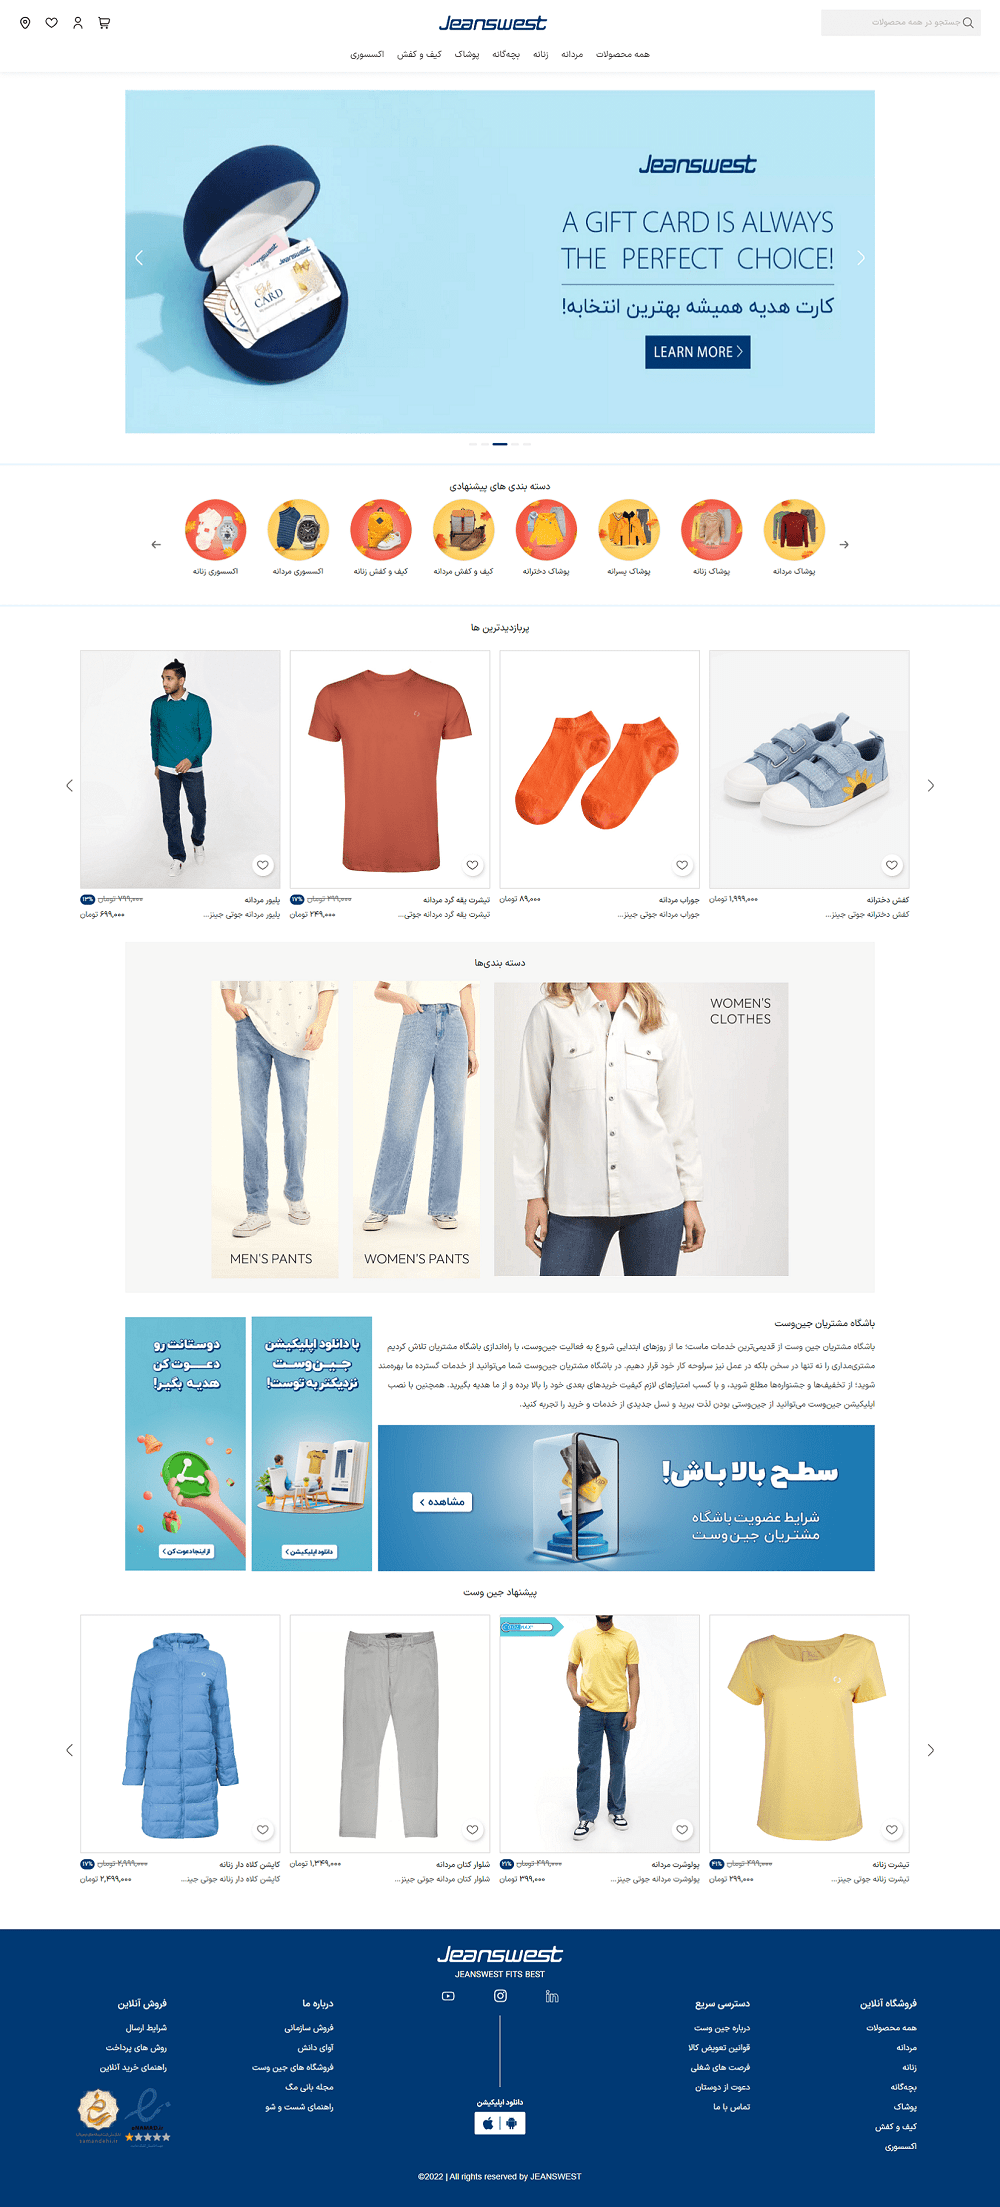 Jeanswest
جستجو در همه محصولات
همه محصولات
مردانه
زنانه
بچه‌گانه
پوشاک
کیف و کفش
اکسسوری
Jeanswest
A GIFT CARD IS ALWAYS
THE PERFECT CHOICE!
کارت هدیه همیشه بهترین انتخابه!
LEARN MORE
Jeanswest
Gift
CARD
دسته بندی های پیشنهادی
پوشاک مردانه
پوشاک زنانه
پوشاک پسرانه
پوشاک دخترانه
کیف و کفش مردانه
کیف و کفش زنانه
اکسسوری مردانه
اکسسوری زنانه
پربازدیدترین ها
کفش دخترانه
۱,۹۹۹,۰۰۰ تومان
کفش دخترانه جوتی جینز...
جوراب مردانه
۸۹,۰۰۰ تومان
جوراب مردانه جوتی جینز...
تیشرت یقه گرد مردانه
۳۹۹,۰۰۰ تومان
تیشرت یقه گرد مردانه جوتی...
۲۴۹,۰۰۰ تومان
پلیور مردانه
۷۹۹,۰۰۰ تومان
۱۳%
پلیور مردانه جوتی جینز...
۶۹۹,۰۰۰ تومان
دسته بندی‌ها
WOMEN'S
CLOTHES
WOMEN'S PANTS
MEN'S PANTS
باشگاه مشتریان جین‌وست
باشگاه مشتریان جین وست از قدیمی‌ترین خدمات ماست؛ ما از روزهای ابتدایی شروع به فعالیت جین‌وست، با راه‌اندازی باشگاه مشتریان تلاش کردیم
مشتری‌مداری را نه تنها در سخن بلکه در عمل نیز سرلوحه کار خود قرار دهیم. در باشگاه مشتریان جین‌وست شما می‌توانید از خدمات گسترده ما بهره‌مند
شوید؛ از تخفیف‌ها و جشنواره‌ها مطلع شوید، و با کسب امتیازهای لازم کیفیت خریدهای بعدی خود را بالا برده و از ما هدیه بگیرید. همچنین با نصب
اپلیکیشن جین‌وست می‌توانید از جین‌وستی بودن لذت ببرید و نسل جدیدی از خدمات و خرید را تجربه کنید.
سطح بالا باش!
شرایط عضویت باشگاه
مشتریان جین‌وست
مشاهده
با دانلود اپلیکیشن
جین‌وست
نزدیکتر به توست!
دانلود اپلیکیشن
دوستانت رو
دعوت کن
هدیه بگیر!
از اینجا دعوت کن
پیشنهاد جین وست
تیشرت زنانه
۴۹۹,۰۰۰ تومان
۴۱%
تیشرت زنانه جوتی جینز...
۲۹۹,۰۰۰ تومان
پولوشرت مردانه
۴۹۹,۰۰۰ تومان
۲۱%
پولوشرت مردانه جوتی جینز...
۳۹۹,۰۰۰ تومان
شلوار کتان مردانه
۱,۳۴۹,۰۰۰ تومان
شلوار کتان مردانه جوتی جینز...
کاپشن کلاه دار زنانه
۲,۹۹۹,۰۰۰ تومان
۱۷%
کاپشن کلاه دار زنانه جوتی جینـ...
۲,۴۹۹,۰۰۰ تومان
Jeanswest
JEANSWEST FITS BEST
فروشگاه آنلاین
همه محصولات
مردانه
زنانه
بچه‌گانه
پوشاک
کیف و کفش
اکسسوری
دسترسی سریع
درباره جین وست
قوانین تعویض کالا
فرصت های شغلی
دعوت از دوستان
تماس با ما
دانلود اپلیکیشن
درباره ما
فروش سازمانی
آوای دانش
فروشگاه های جین وست
مجله بانی مگ
راهنمای شست و شو
فروش آنلاین
شرایط ارسال
روش های پرداخت
راهنمای خرید آنلاین
samandehi.ir
©2022 | All rights reserved by JEANSWEST